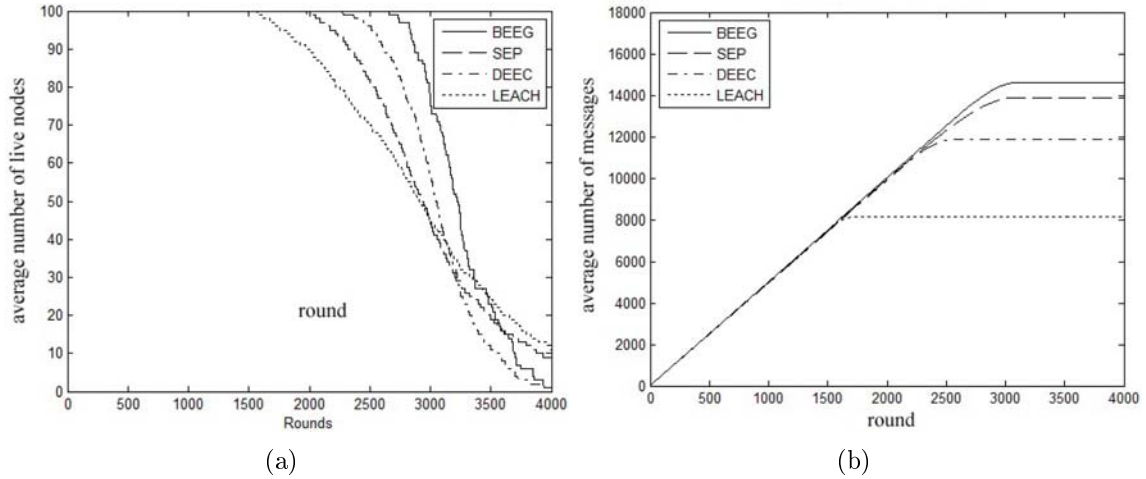 100
90
80
70
60
50
40
30
20
10
0
average number of live nodes
BEEG
SEP
DEEC
LEACH
round
0 500 1000 1500 2000 2500 3000 3500 4000
Rounds
(a)
18000
16000
14000
12000
10000
8000
6000
4000
2000
0
average number of messages
BEEG
SEP
DEEC
LEACH
0 500 1000 1500 2000 2500 3000 3500 4000
round
(b)